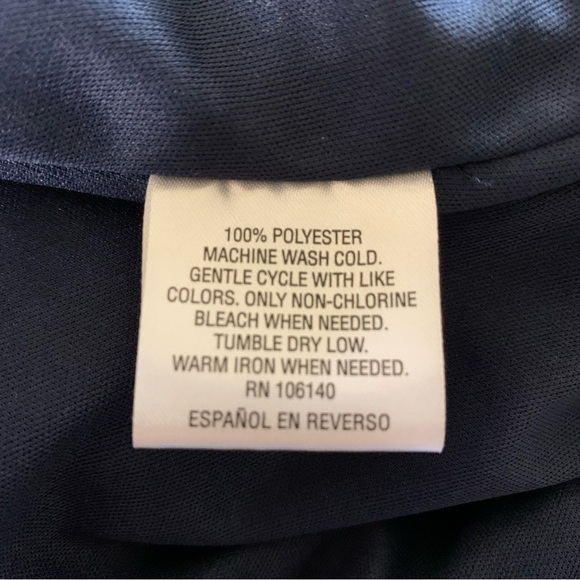 100% POLYESTER
MACHINE WASH COLD.
GENTLE CYCLE WITH LIKE
COLORS. ONLY NON-CHLORINE
BLEACH WHEN NEEDED.
TUMBLE DRY LOW.
WARM IRON WHEN NEEDED.
RN 106140
ESPAÑOL EN REVERSO